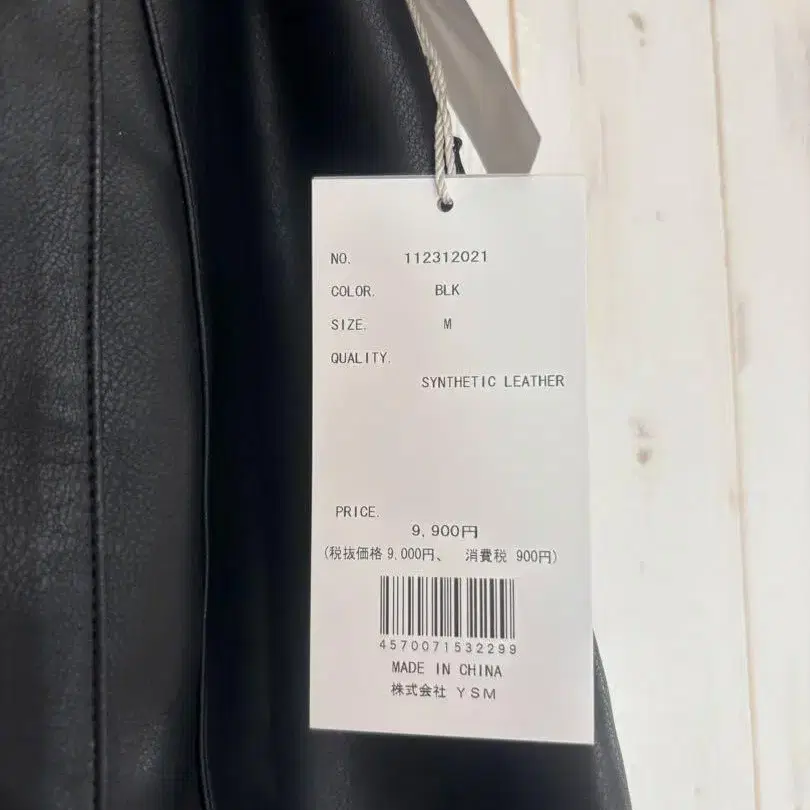 NO. 112312021
COLOR. BLK
SIZE. M
QUALITY.
SYNTHETIC LEATHER
PRICE.
9,900円
(税抜価格 9,000円、 消費税 900円)
4570071532299
MADE IN CHINA
株式会社 YSM